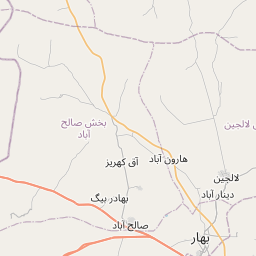 ی لالجین
بخش صالح
آباد
هارون آباد
آق کهریز
لالجین
دینار آباد
بهادر بیگ
صالح آباد
بهار